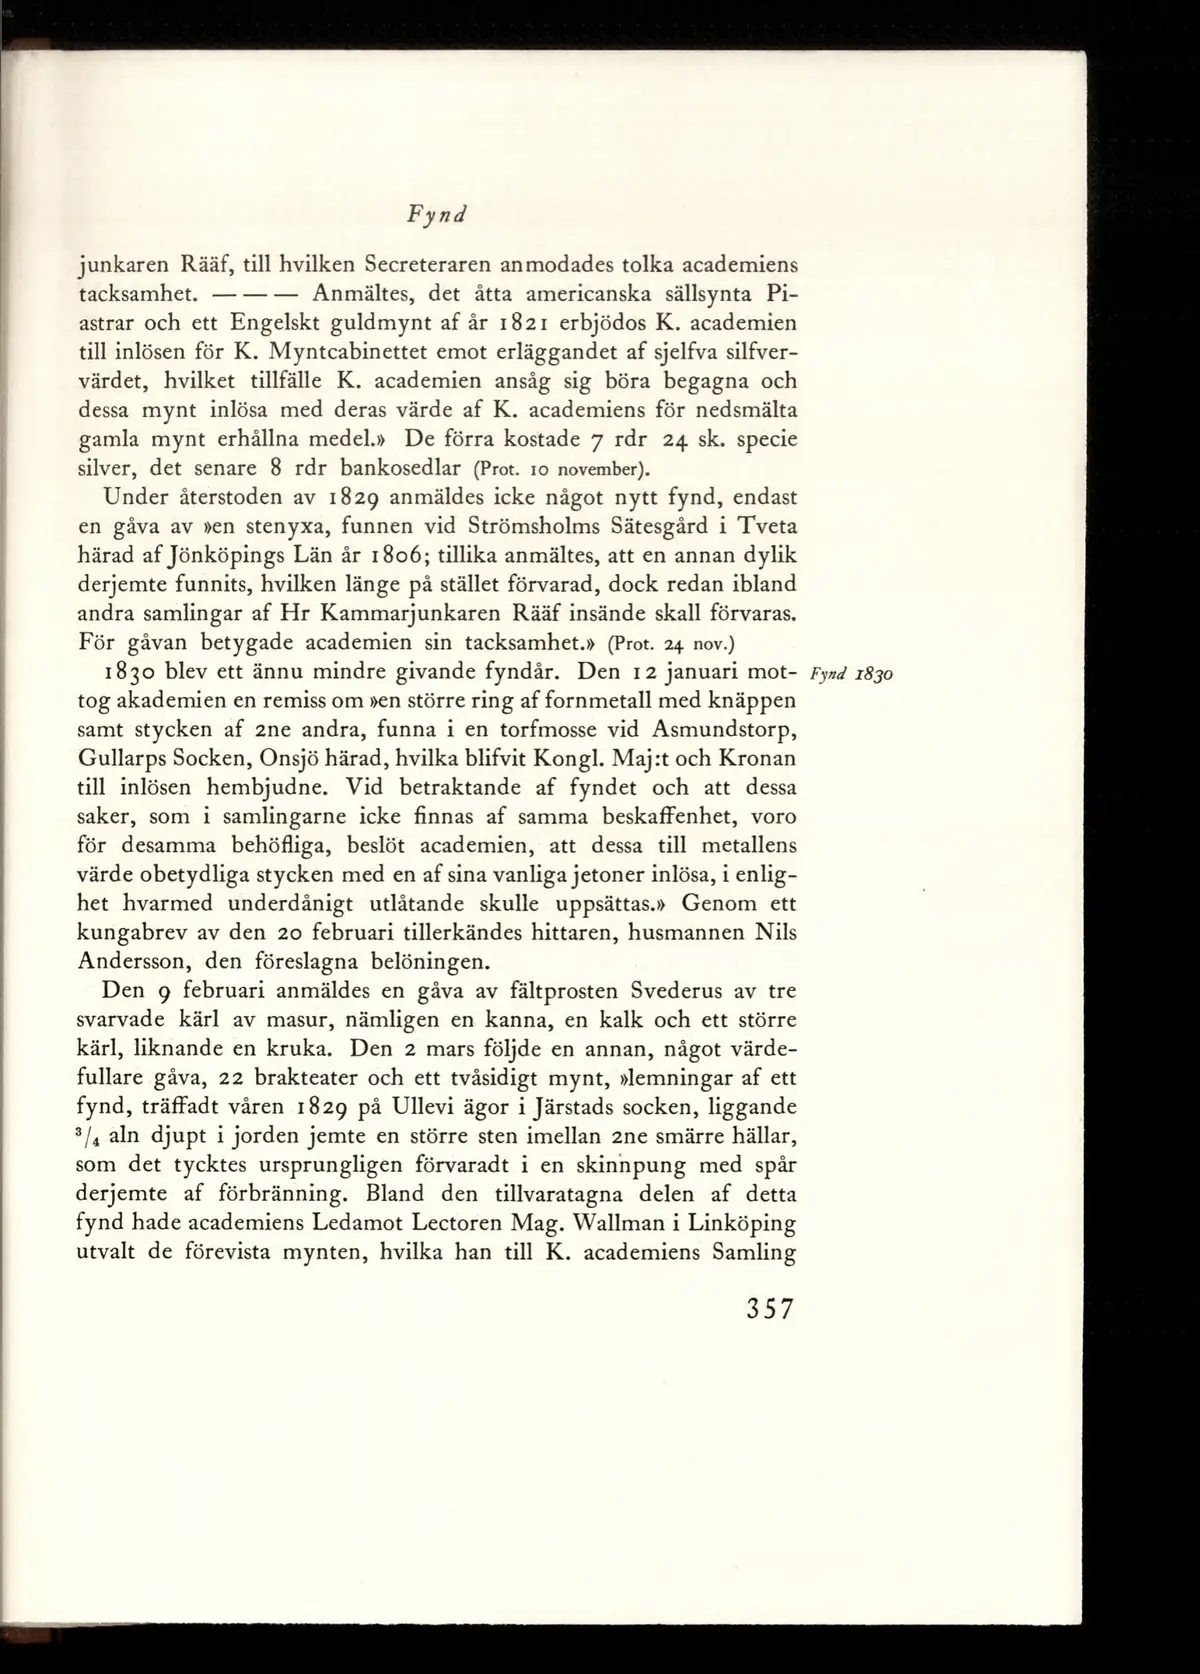 Fynd
junkaren Rääf, till hvilken Secreteraren anmodades tolka academiens
tacksamhet. — — — Anmältes, det åtta americanska sällsynta Pi-
astrar och ett Engelskt guldmynt af år 1821 erbjödos K. academien
till inlösen för K. Myntcabinettet emot erläggandet af sjelfva silfver-
värdet, hvilket tillfälle K. academien ansåg sig böra begagna och
dessa mynt inlösa med deras värde af K. academiens för nedsmälta
gamla mynt erhållna medel.» De förra kostade 7 rdr 24 sk. specie
silver, det senare 8 rdr bankosedlar (Prot. 10 november).
Under återstoden av 1829 anmäldes icke något nytt fynd, endast
en gåva av »en stenyxa, funnen vid Strömsholms Sätesgård i Tveta
härad af Jönköpings Län år 1806; tillika anmältes, att en annan dylik
derjemte funnits, hvilken länge på stället förvarad, dock redan ibland
andra samlingar af Hr Kammarjunkaren Rääf insände skall förvaras.
För gåvan betygade academien sin tacksamhet.» (Prot. 24 nov.)
1830 blev ett ännu mindre givande fyndår. Den 12 januari mot- Fynd 1830
tog akademien en remiss om »en större ring af fornmetall med knäppen
samt stycken af 2ne andra, funna i en torfmosse vid Asmundstorp,
Gullarps Socken, Onsjö härad, hvilka blifvit Kongl. Maj:t och Kronan
till inlösen hembjudne. Vid betraktande af fyndet och att dessa
saker, som i samlingarne icke finnas af samma beskaffenhet, voro
för desamma behöfliga, beslöt academien, att dessa till metallens
värde obetydliga stycken med en af sina vanliga jetoner inlösa, i enlig-
het hvarmed underdånigt utlåtande skulle uppsättas.» Genom ett
kungabrev av den 20 februari tillerkändes hittaren, husmannen Nils
Andersson, den föreslagna belöningen.
Den 9 februari anmäldes en gåva av fältprosten Svederus av tre
svarvade kärl av masur, nämligen en kanna, en kalk och ett större
kärl, liknande en kruka. Den 2 mars följde en annan, något värde-
fullare gåva, 22 brakteater och ett tvåsidigt mynt, »lemningar af ett
fynd, träffadt våren 1829 på Ullevi ägor i Järstads socken, liggande
3/4 aln djupt i jorden jemte en större sten imellan 2ne smärre hällar,
som det tycktes ursprungligen förvaradt i en skinnpung med spår
derjemte af förbränning. Bland den tillvaratagna delen af detta
fynd hade academiens Ledamot Lectoren Mag. Wallman i Linköping
utvalt de förevista mynten, hvilka han till K. academiens Samling
357